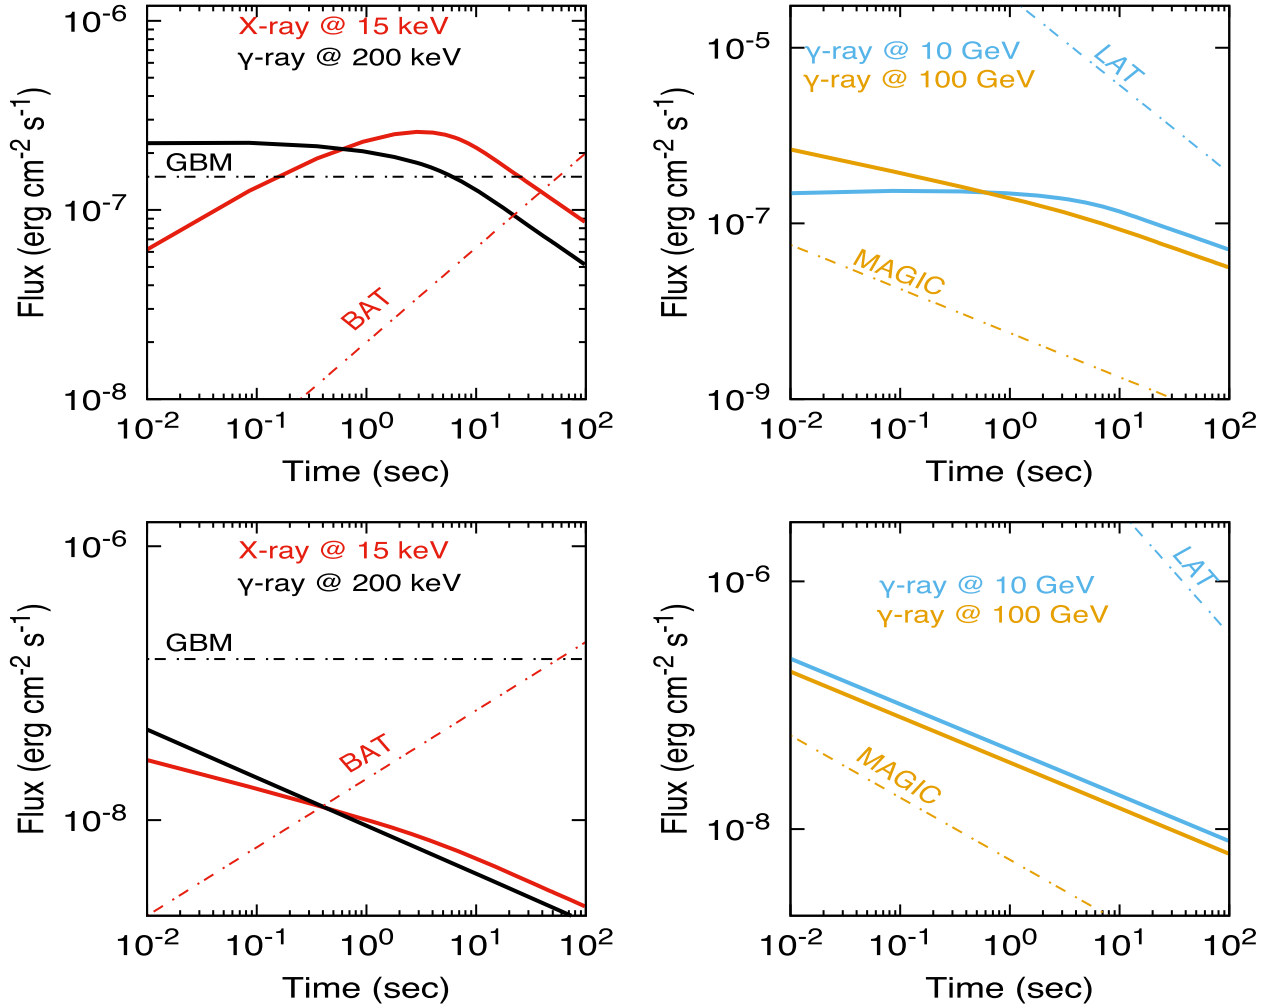 10^-6
X-ray @ 15 keV
γ-ray @ 200 keV
GBM
10^-7
BAT
10^-8
Flux (erg cm^-2 s^-1)
10^-2 10^-1 10^0 10^1 10^2
Time (sec)
10^-5
γ-ray @ 10 GeV
γ-ray @ 100 GeV
LAT
10^-7
MAGIC
10^-9
Flux (erg cm^-2 s^-1)
10^-2 10^-1 10^0 10^1 10^2
Time (sec)
10^-6
X-ray @ 15 keV
γ-ray @ 200 keV
GBM
BAT
10^-8
Flux (erg cm^-2 s^-1)
10^-2 10^-1 10^0 10^1 10^2
Time (sec)
LAT
10^-6
γ-ray @ 10 GeV
γ-ray @ 100 GeV
MAGIC
10^-8
Flux (erg cm^-2 s^-1)
10^-2 10^-1 10^0 10^1 10^2
Time (sec)